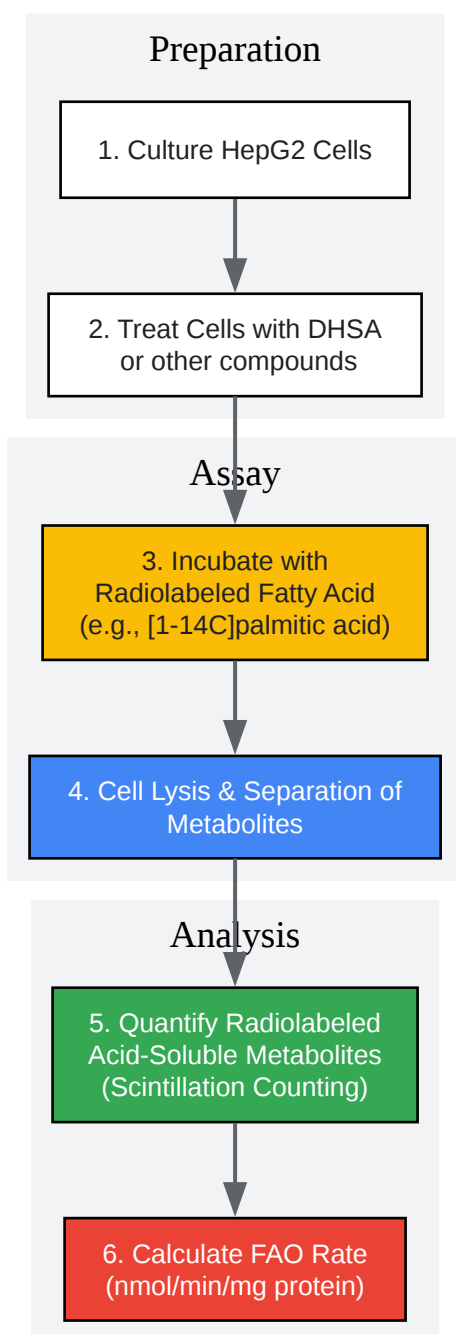 Preparation
1. Culture HepG2 Cells
2. Treat Cells with DHSA
or other compounds
Assay
3. Incubate with
Radiolabeled Fatty Acid
(e.g., [1-14C]palmitic acid)
4. Cell Lysis & Separation of
Metabolites
Analysis
5. Quantify Radiolabeled
Acid-Soluble Metabolites
(Scintillation Counting)
6. Calculate FAO Rate
(nmol/min/mg protein)